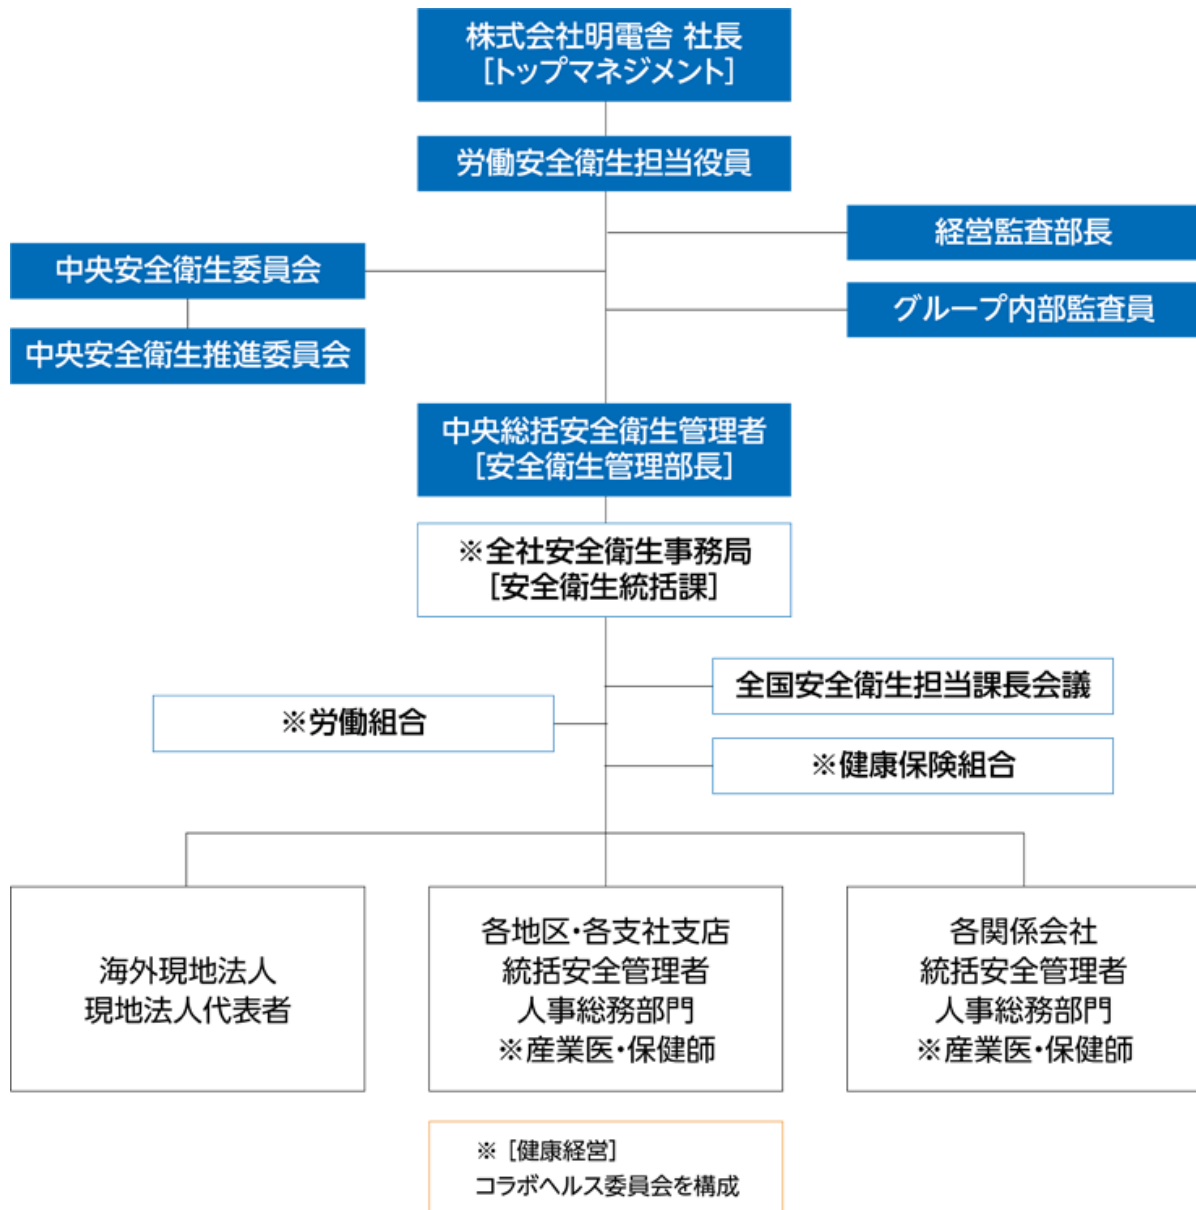 株式会社明電舎 社長
[トップマネジメント]
労働安全衛生担当役員
経営監査部長
中央安全衛生委員会
グループ内部監査員
中央安全衛生推進委員会
中央総括安全衛生管理者
[安全衛生管理部長]
※全社安全衛生事務局
[安全衛生統括課]
全国安全衛生担当課長会議
※労働組合
※健康保険組合
海外現地法人
現地法人代表者
各地区・各支社支店
統括安全管理者
人事総務部門
※産業医・保健師
各関係会社
統括安全管理者
人事総務部門
※産業医・保健師
※ [健康経営]
コラボヘルス委員会を構成